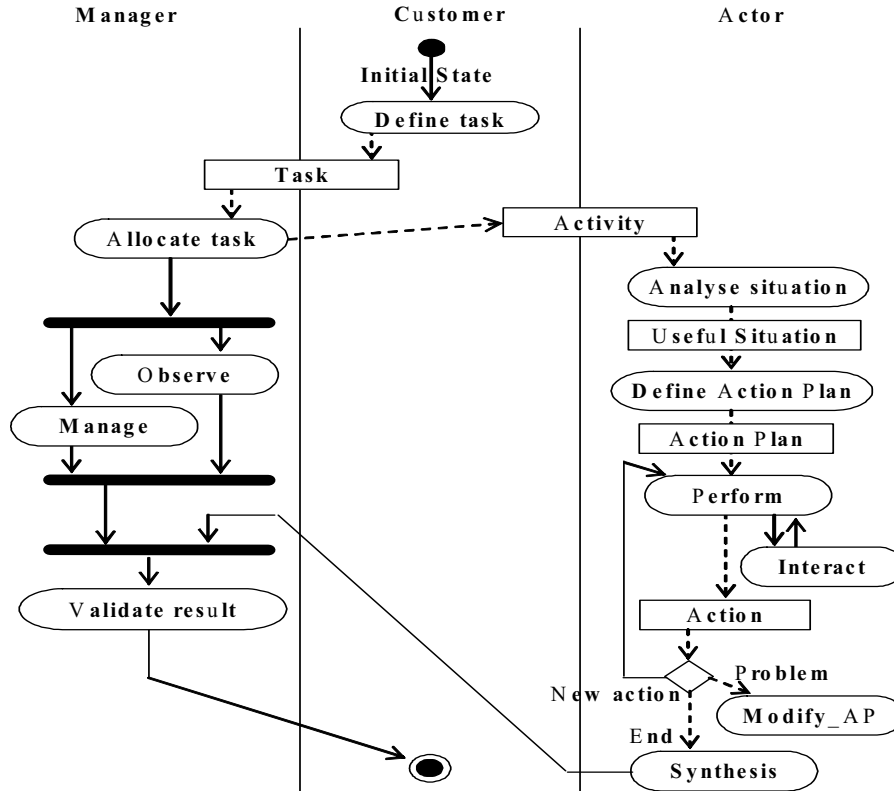 Manager Customer Actor
Initial State
Define task
Task
Allocate task
Activity
Analyse situation
Useful Situation
Observe
Define Action Plan
Manage
Action Plan
Perform
Interact
Validate result
Action
Problem
New action
Modify_AP
End
Synthesis